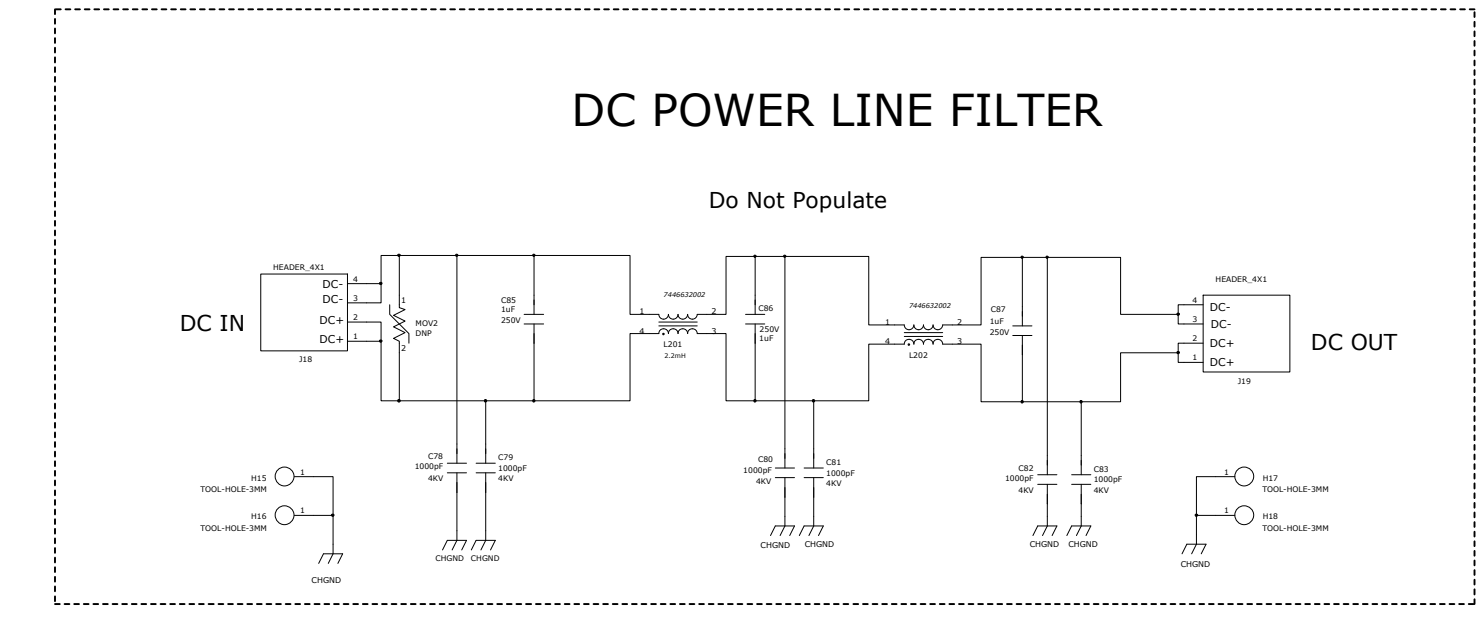 DC POWER LINE FILTER
Do Not Populate
DC IN
HEADER_4X1
DC- 4
DC- 3
DC+ 2
DC+ 1
J18
1
MOV2
DNP
2
C85
1uF
250V
7446632002
1 2
4 3
L201
2.2mH
C86
250V
1uF
7446632002
1 2
4 3
L202
C87
1uF
250V
HEADER_4X1
4 DC-
3 DC-
2 DC+
1 DC+
J19
DC OUT
C78
1000pF
4KV
CHGND
C79
1000pF
4KV
CHGND
C80
1000pF
4KV
CHGND
C81
1000pF
4KV
CHGND
C82
1000pF
4KV
CHGND
C83
1000pF
4KV
CHGND
H15 1
TOOL-HOLE-3MM
H16 1
TOOL-HOLE-3MM
CHGND
1 H17
TOOL-HOLE-3MM
1 H18
TOOL-HOLE-3MM
CHGND